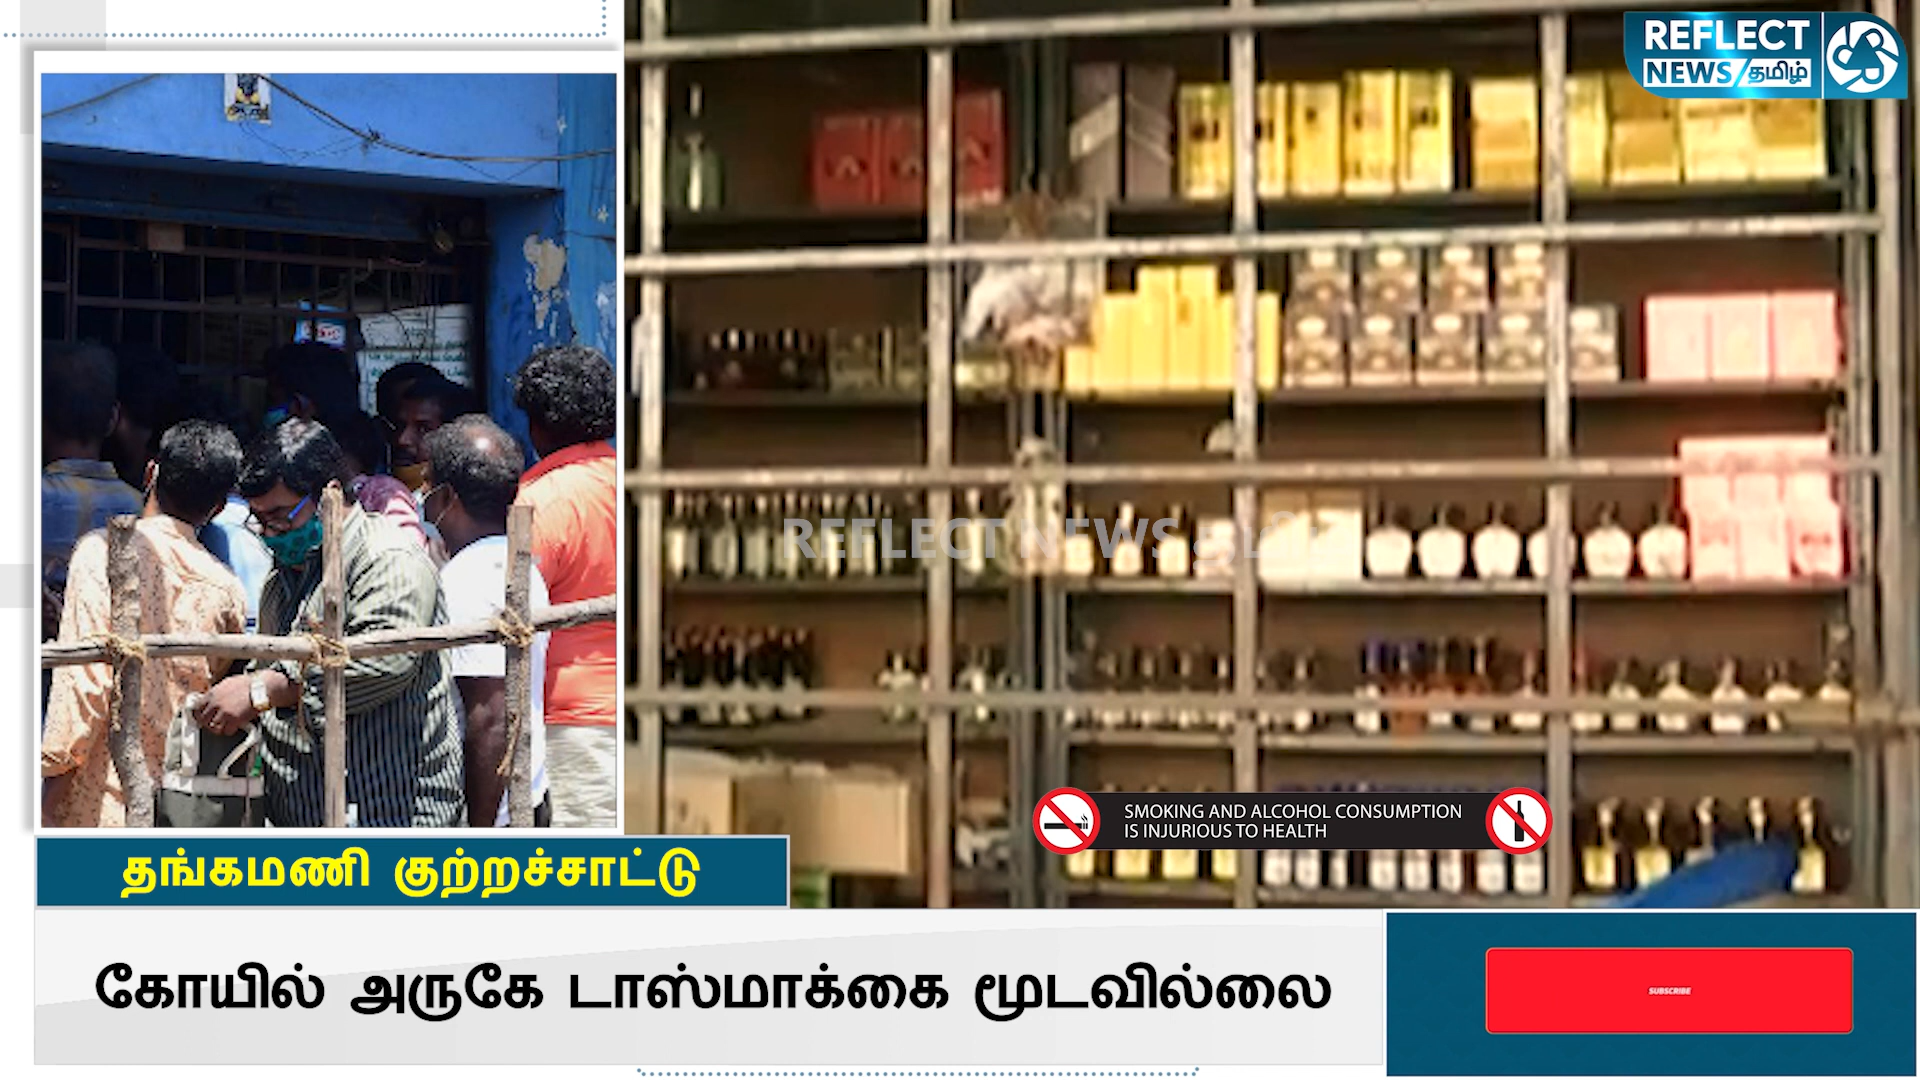 REFLECT
NEWS/தமிழ்
REFLECT NEWS தமிழ்
SMOKING AND ALCOHOL CONSUMPTION
IS INJURIOUS TO HEALTH
தங்கமணி குற்றச்சாட்டு
கோயில் அருகே டாஸ்மாக்கை மூடவில்லை
SUBSCRIBE